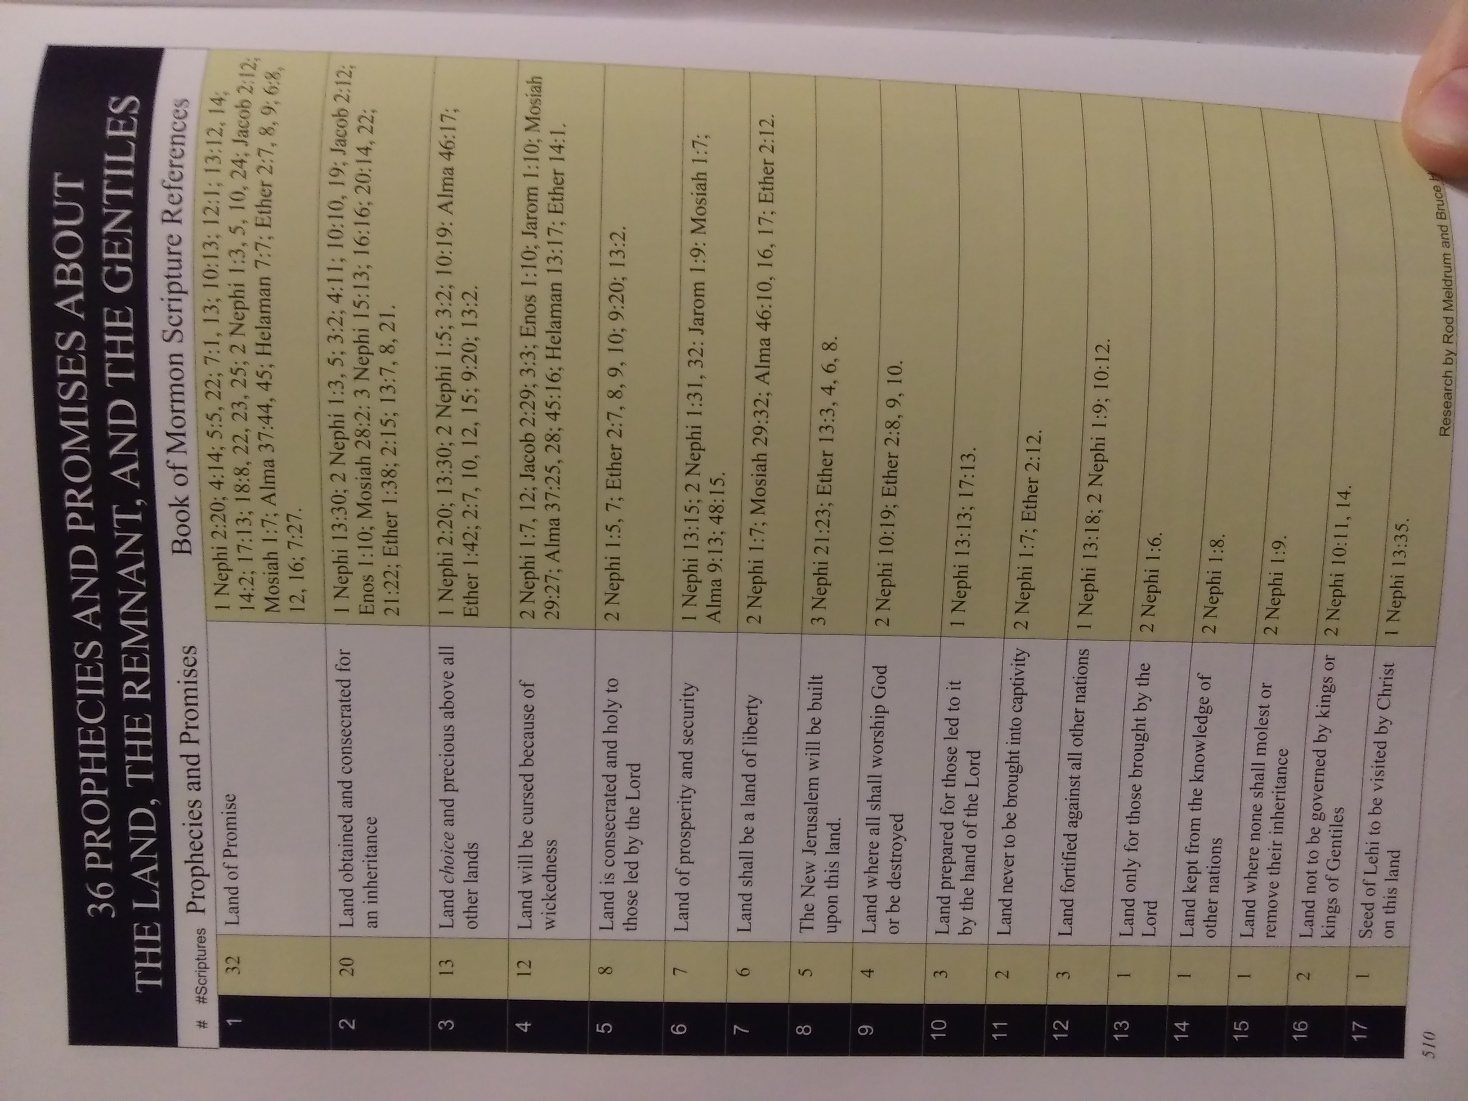 36 PROPHECIES AND PROMISES ABOUT
THE LAND, THE REMNANT, AND THE GENTILES
# #Scriptures Prophecies and Promises Book of Mormon Scripture References
1 32 Land of Promise 1 Nephi 2:20; 4:14; 5:5, 22; 7:1, 13; 10:13; 12:1; 13:12, 14;
14:2; 17:13; 18:8, 22, 23, 25; 2 Nephi 1:3, 5, 10, 24; Jacob 2:12;
Mosiah 1:7; Alma 37:44, 45; Helaman 7:7; Ether 2:7, 8, 9; 6:8,
12, 16; 7:27.
2 20 Land obtained and consecrated for 1 Nephi 13:30; 2 Nephi 1:3, 5; 3:2; 4:11; 10:10, 19; Jacob 2:12;
an inheritance Enos 1:10; Mosiah 28:2: 3 Nephi 15:13; 16:16; 20:14, 22;
21:22; Ether 1:38; 2:15; 13:7, 8, 21.
3 13 Land choice and precious above all 1 Nephi 2:20; 13:30; 2 Nephi 1:5; 3:2; 10:19: Alma 46:17;
other lands Ether 1:42; 2:7, 10, 12, 15; 9:20; 13:2.
4 12 Land will be cursed because of 2 Nephi 1:7, 12; Jacob 2:29; 3:3; Enos 1:10; Jarom 1:10; Mosiah
wickedness 29:27; Alma 37:25, 28; 45:16; Helaman 13:17; Ether 14:1.
5 8 Land is consecrated and holy to 2 Nephi 1:5, 7; Ether 2:7, 8, 9, 10; 9:20; 13:2.
those led by the Lord
6 7 Land of prosperity and security 1 Nephi 13:15; 2 Nephi 1:31, 32: Jarom 1:9: Mosiah 1:7;
Alma 9:13; 48:15.
7 6 Land shall be a land of liberty 2 Nephi 1:7; Mosiah 29:32; Alma 46:10, 16, 17; Ether 2:12.
8 5 The New Jerusalem will be built 3 Nephi 21:23; Ether 13:3, 4, 6, 8.
upon this land.
9 4 Land where all shall worship God 2 Nephi 10:19; Ether 2:8, 9, 10.
or be destroyed
10 3 Land prepared for those led to it 1 Nephi 13:13; 17:13.
by the hand of the Lord
11 2 Land never to be brought into captivity 2 Nephi 1:7; Ether 2:12.
12 3 Land fortified against all other nations 1 Nephi 13:18; 2 Nephi 1:9; 10:12.
13 1 Land only for those brought by the 2 Nephi 1:6.
Lord
14 1 Land kept from the knowledge of 2 Nephi 1:8.
other nations
15 1 Land where none shall molest or 2 Nephi 1:9.
remove their inheritance
16 2 Land not to be governed by kings or 2 Nephi 10:11, 14.
kings of Gentiles
17 1 Seed of Lehi to be visited by Christ 1 Nephi 13:35.
on this land
510 Research by Rod Meldrum and Bruce